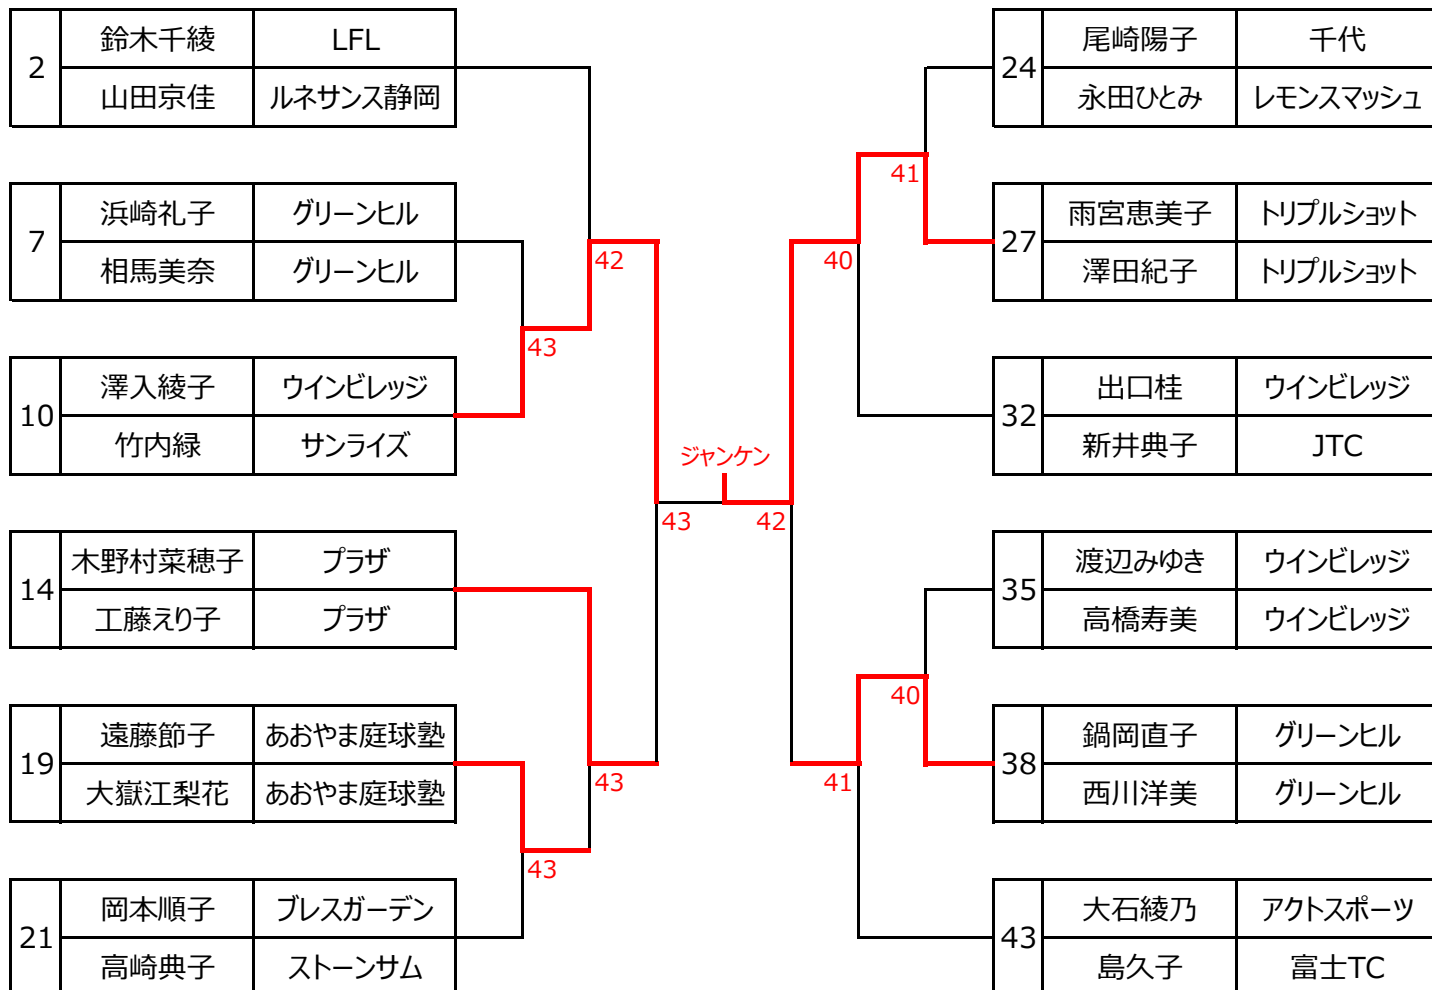 2 鈴木千綾 LFL
山田京佳 ルネサンス静岡
7 浜崎礼子 グリーンヒル
相馬美奈 グリーンヒル
10 澤入綾子 ウインビレッジ
竹内緑 サンライズ
14 木野村菜穂子 プラザ
工藤えり子 プラザ
19 遠藤節子 あおやま庭球塾
大嶽江梨花 あおやま庭球塾
21 岡本順子 ブレスガーデン
高崎典子 ストーンサム
42
43
43
43
43
ジャンケン
42
41
40
40
41
24 尾崎陽子 千代
永田ひとみ レモンスマッシュ
27 雨宮恵美子 トリプルショット
澤田紀子 トリプルショット
32 出口桂 ウインビレッジ
新井典子 JTC
35 渡辺みゆき ウインビレッジ
高橋寿美 ウインビレッジ
38 鍋岡直子 グリーンヒル
西川洋美 グリーンヒル
43 大石綾乃 アクトスポーツ
島久子 富士TC